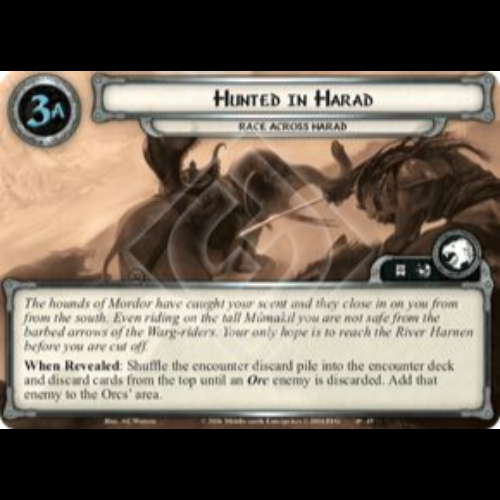 3A
HUNTED IN HARAD
RACE ACROSS HARAD
The hounds of Mordor have caught your scent and they close in on you from
from the south. Even riding on the tall Mûmakil you are not safe from the
barbed arrows of the Warg-riders. Your only hope is to reach the River Harnen
before you are cut off.
When Revealed: Shuffle the encounter discard pile into the encounter deck
and discard cards from the top until an Orc enemy is discarded. Add that
enemy to the Orcs' area.